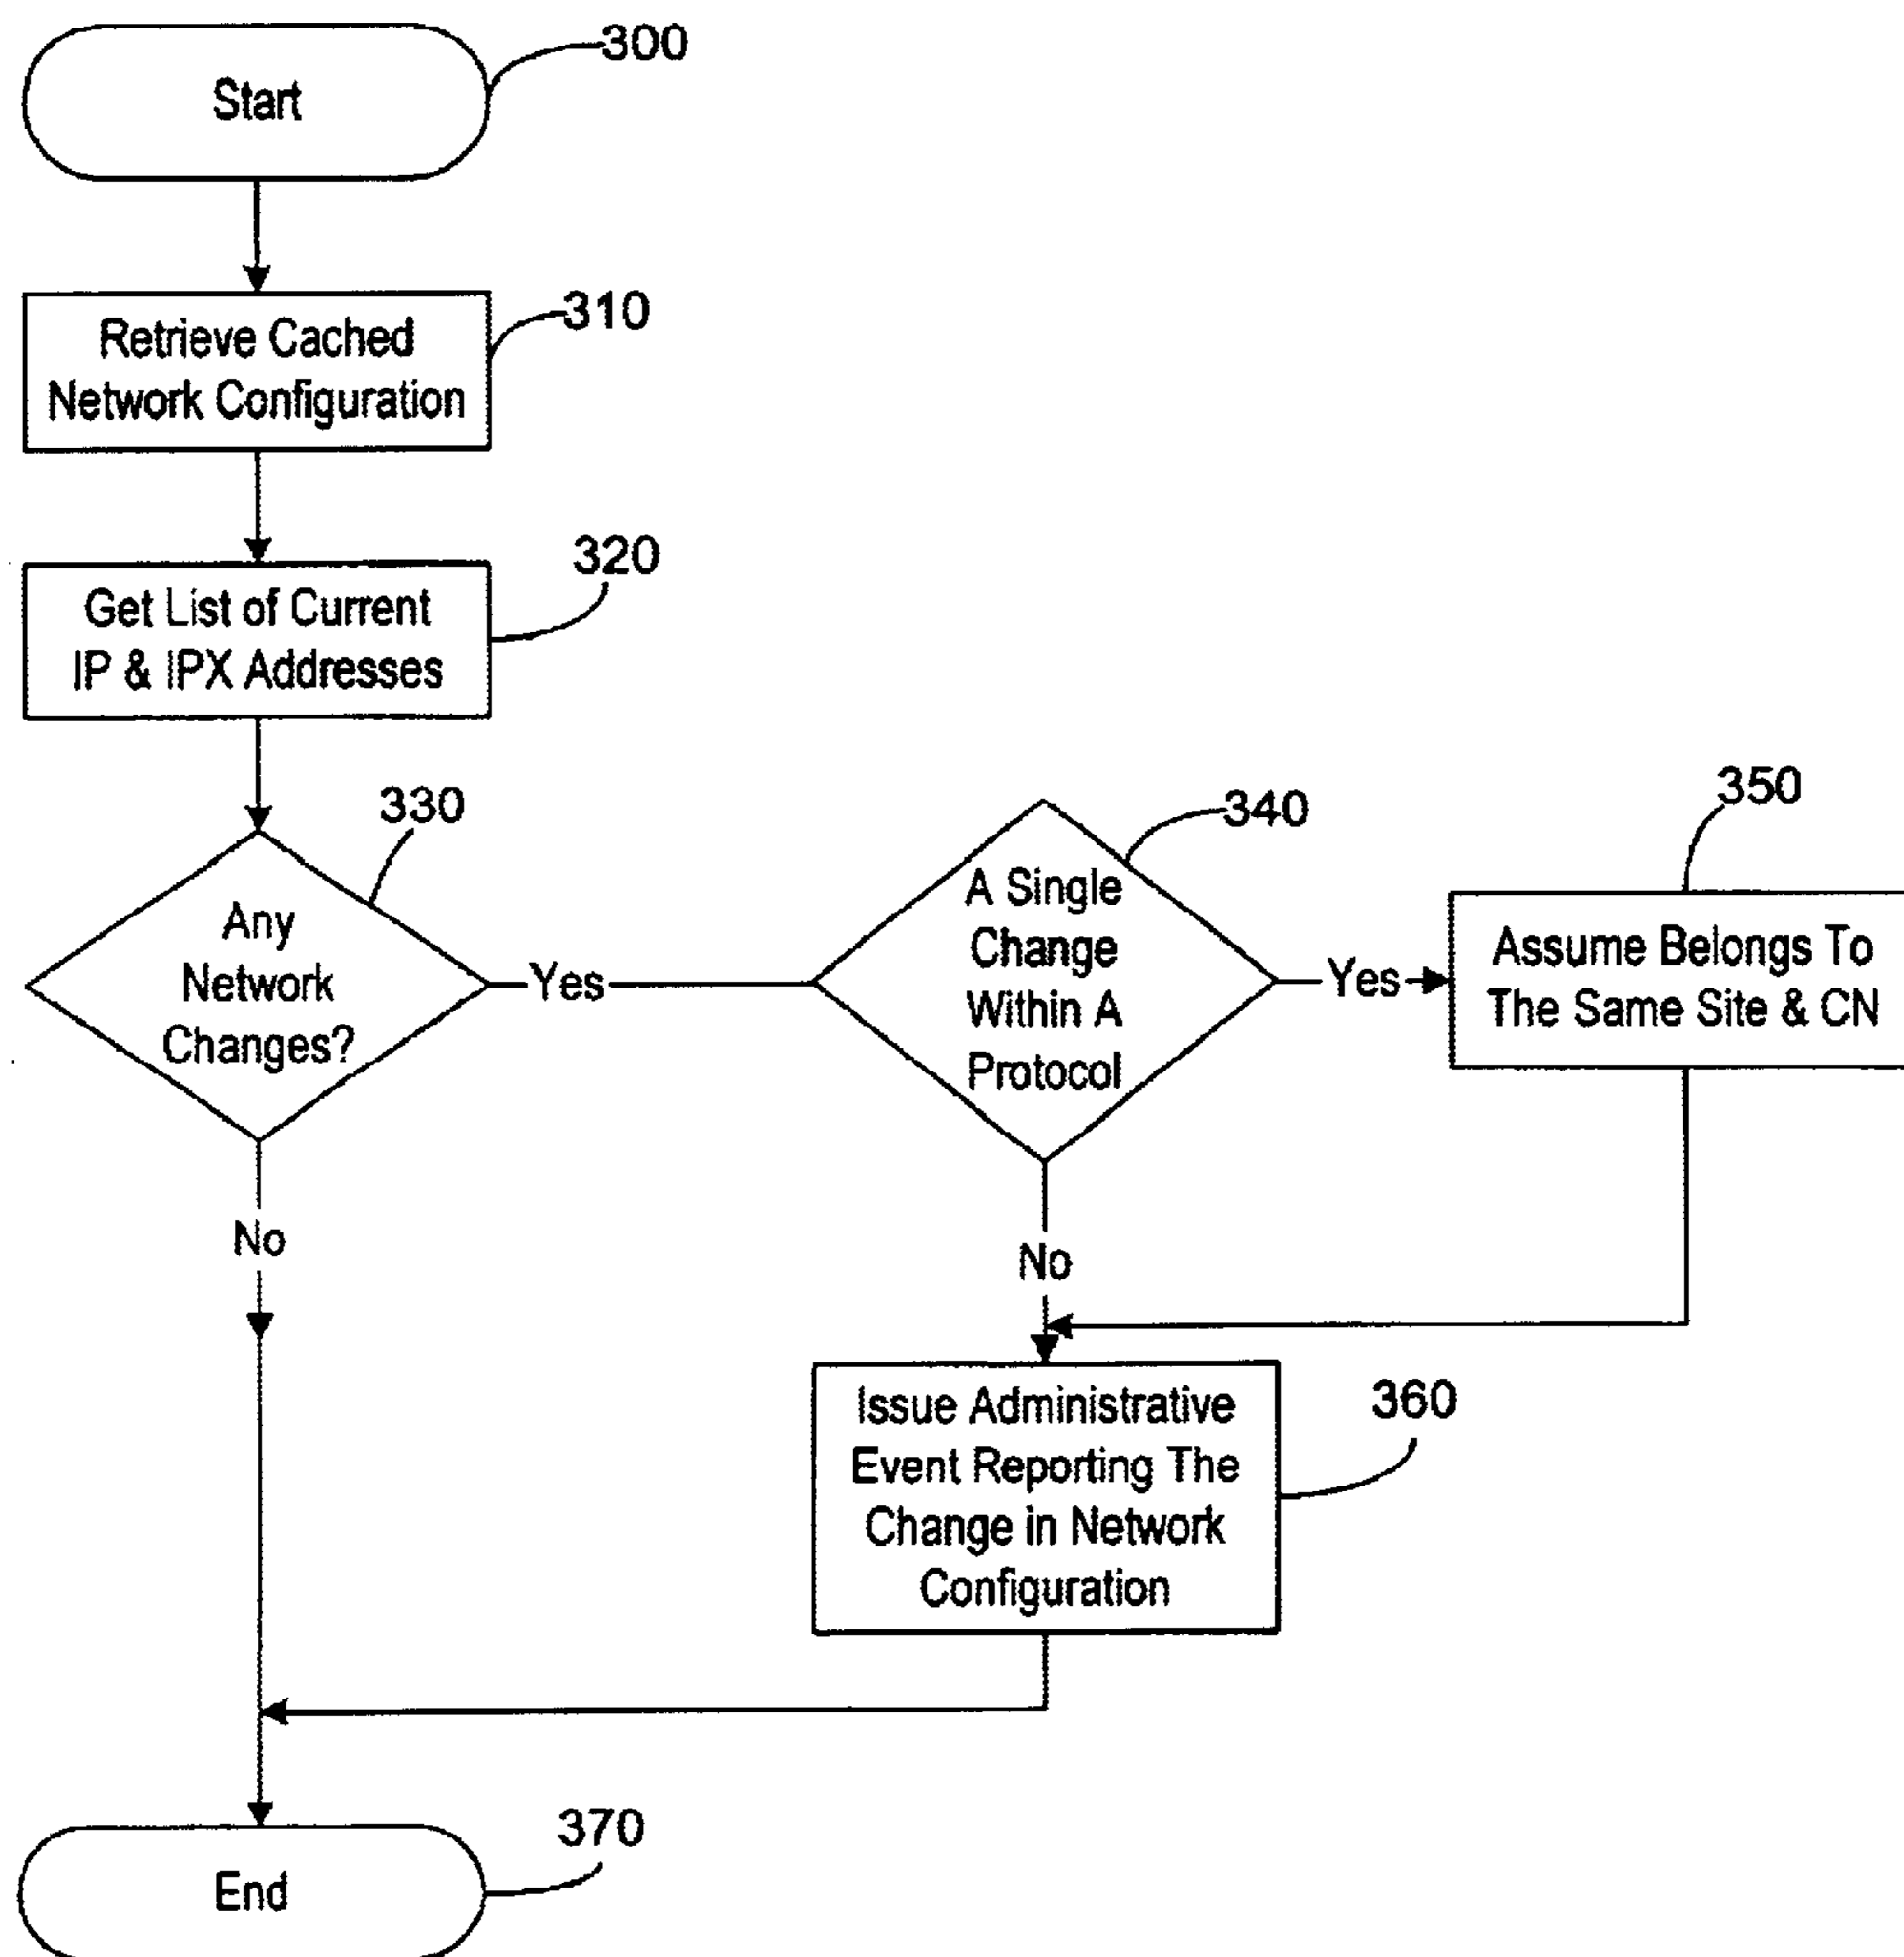 300
Start
310
Retrieve Cached
Network Configuration
320
Get List of Current
IP & IPX Addresses
330
Any
Network
Changes?
Yes
340
A Single
Change
Within A
Protocol
Yes
350
Assume Belongs To
The Same Site & CN
No
No
360
Issue Administrative
Event Reporting The
Change in Network
Configuration
370
End